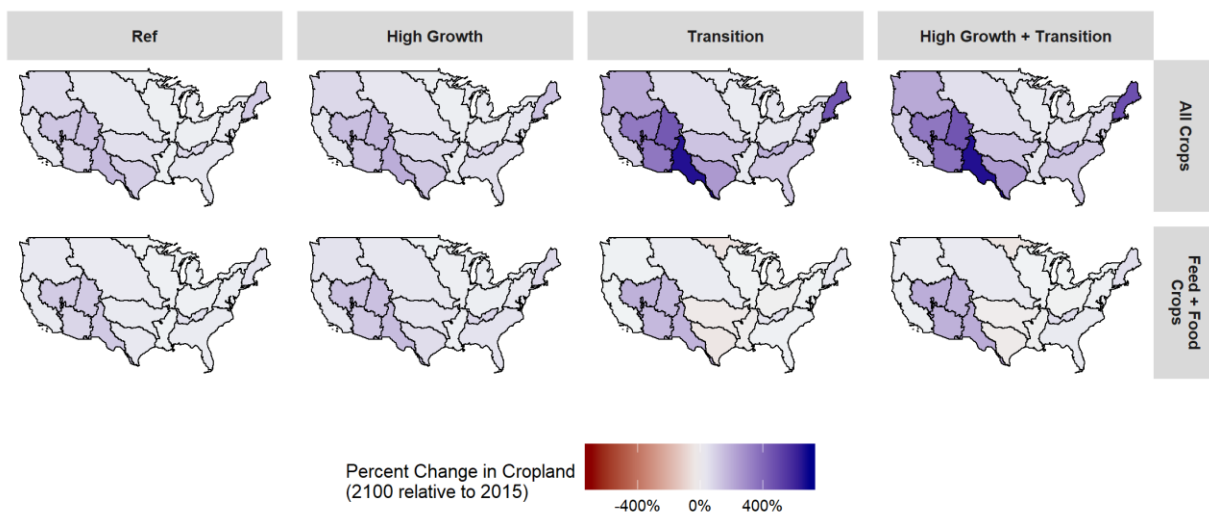 Ref
High Growth
Transition
High Growth + Transition
All Crops
Feed + Food
Crops
Percent Change in Cropland
(2100 relative to 2015)
-400%
0%
400%